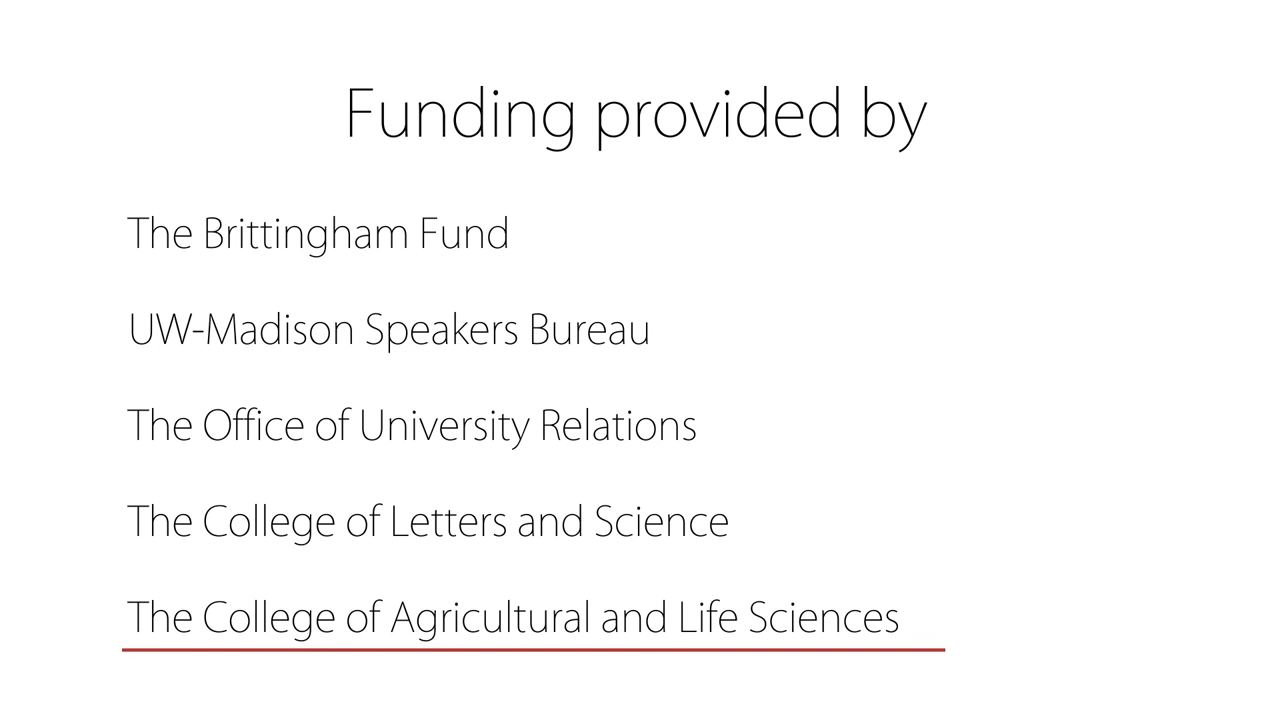 Funding provided by
The Brittingham Fund
UW-Madison Speakers Bureau
The Office of University Relations
The College of Letters and Science
The College of Agricultural and Life Sciences